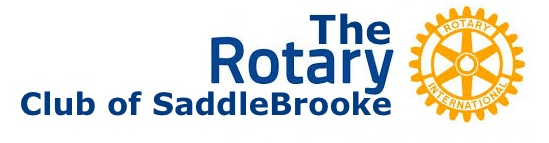 The
Rotary
Club of SaddleBrooke
ROTARY
INTERNATIONAL